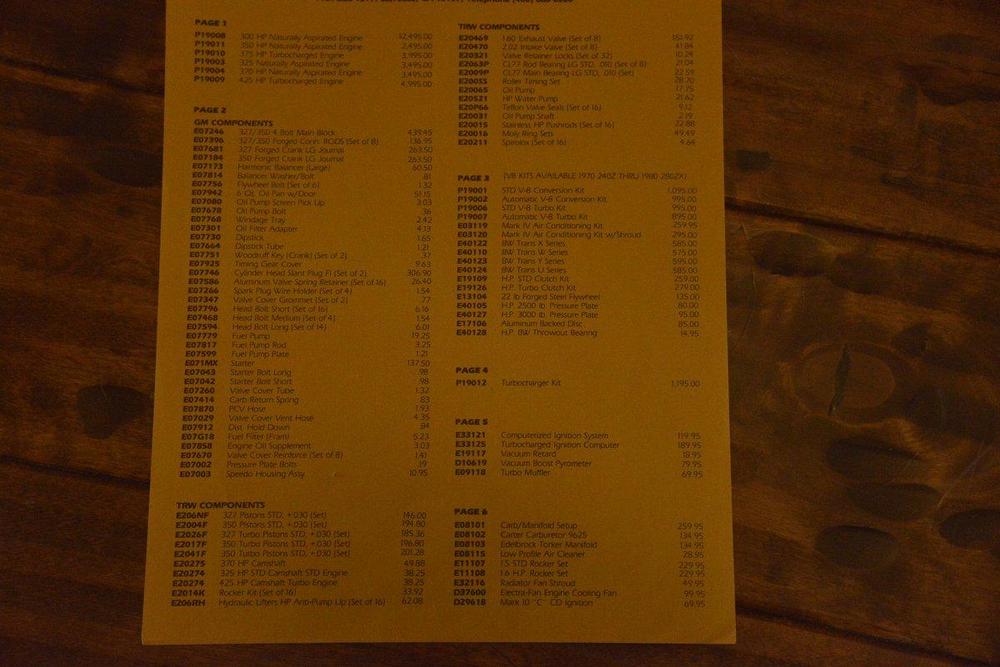 PAGE 1
P19008 300 HP Naturally Aspirated Engine 12,495.00
P19011 350 HP Naturally Aspirated Engine 2,495.00
P19010 375 HP Turbocharged Engine 3,995.00
P19003 325 HP Naturally Aspirated Engine 3,495.00
P19004 370 HP Naturally Aspirated Engine 3,495.00
P19009 425 HP Turbocharged Engine 4,995.00
PAGE 2
GM COMPONENTS
E07246 327/350 4 Bolt Main Block 439.45
E07396 327/350 Forged Conn. RODS (Set of 8) 136.95
E07681 327 Forged Crank LG Journal 263.50
E07184 350 Forged Crank LG Journal 263.50
E07173 Harmonic Balancer (Large) 60.50
E07814 Balancer Washer/Bolt .81
E07756 Flywheel Bolt (Set of 6) 1.32
E07942 6 Qt. Oil Pan w/Door 51.15
E07080 Oil Pump Screen Pick Up 3.03
E07678 Oil Pump Bolt .36
E07768 Windage Tray 2.42
E07301 Oil Filter Adapter 4.13
E07730 Dipstick 1.65
E07664 Dipstick Tube 1.21
E07751 Woodruff Key (Crank) (Set of 2) .37
E07925 Timing Gear Cover 9.63
E07746 Cylinder Head Slant Plug FI (Set of 2) 306.90
E07586 Aluminum Valve Spring Retainer (Set of 16) 26.40
E07266 Spark Plug Wire Holder (Set of 4) 1.54
E07347 Valve Cover Grommet (Set of 2) .77
E07796 Head Bolt Short (Set of 16) 6.16
E07468 Head Bolt Medium (Set of 4) 1.54
E07594 Head Bolt Long (Set of 14) 6.01
E07779 Fuel Pump 19.25
E07817 Fuel Pump Rod 3.25
E07599 Fuel Pump Plate 1.21
E071MX Starter 137.50
E07043 Starter Bolt Long .98
E07042 Starter Bolt Short .98
E07260 Valve Cover Tube 1.32
E07414 Carb Return Spring .83
E07870 PCV Hose 1.93
E07029 Valve Cover Vent Hose 4.35
E07912 Dist. Hold Down .94
E07G18 Fuel Filter (Fram) 5.23
E07858 Engine Oil Supplement 3.03
E07670 Valve Cover Reinforce (Set of 8) 1.41
E07002 Pressure Plate Bolts .19
E07003 Speedo Housing Assy. 10.95
TRW COMPONENTS
E206NF 327 Pistons STD, +.030 (Set) 146.00
E2004F 350 Pistons STD, +.030 (Set) 194.80
E2026F 327 Turbo Pistons STD, +.030 (Set) 185.36
E2017F 350 Turbo Pistons STD, +.030 (Set) 196.80
E2041F 350 Turbo Pistons STD, +.030 (Set) 201.28
E20275 370 HP Camshaft 49.88
E20274 325 HP STD Camshaft STD Engine 38.25
E20274 425 HP Camshaft Turbo Engine 38.25
E2014K Rocker Kit (Set of 16) 33.92
E206RH Hydraulic Lifters HP Anti-Pump Up (Set of 16) 62.08
TRW COMPONENTS
E20469 1.60 Exhaust Valve (Set of 8)
E20470 2.02 Intake Valve (Set of 8) 41.84
E20321 Valve Retainer Locks (Set of 32) 10.24
E2063P CL77 Rod Bearing LG STD, .010 (Set of 8) 21.04
E2009P CL77 Main Bearing LG STD, .010 (Set) 22.59
E2005S Roller Timing Set 28.20
E20065 Oil Pump 17.75
E20521 HP Water Pump 21.62
E20P66 Teflon Valve Seals (Set of 16) 9.12
E20031 Oil Pump Shaft 2.19
E20015 Stainless HP Pushrods (Set of 16) 22.88
E20016 Moly Ring Sets 49.49
E20211 Spirolox (Set of 16) 4.64
PAGE 3 (V8 KITS AVAILABLE 1970 240Z THRU 1980 280ZX)
P19001 STD V-8 Conversion Kit 1,095.00
P19002 Automatic V-8 Conversion Kit 995.00
P19006 STD V-8 Turbo Kit 995.00
P19007 Automatic V-8 Turbo Kit 895.00
E03119 Mark IV Air Conditioning Kit 259.95
E03120 Mark IV Air Conditioning Kit w/Shroud 295.00
E40122 BW Trans X Series 585.00
E40110 BW Trans W Series 575.00
E40123 BW Trans Y Series 595.00
E40124 BW Trans U Series 585.00
E19109 H.P. STD Clutch Kit 259.00
E19126 H.P. Turbo Clutch Kit 279.00
E13104 22 lb Forged Steel Flywheel 135.00
E40105 H.P. 2500 lb. Pressure Plate 80.00
E40127 H.P. 3000 lb. Pressure Plate 95.00
E17106 Aluminum Backed Disc 85.00
E40128 H.P. BW Throwout Bearing 14.95
PAGE 4
P19012 Turbocharger Kit 1,195.00
PAGE 5
E33121 Computerized Ignition System 119.95
E33125 Turbocharged Ignition Computer 189.95
E19117 Vacuum Retard 18.95
D10619 Vacuum Boost Pyrometer 79.95
E09118 Turbo Muffler 69.95
PAGE 6
E08101 Carb/Manifold Setup 259.95
E08102 Carter Carburetor 9625 134.95
E08103 Edelbrock Torker Manifold 134.95
E08115 Low Profile Air Cleaner 28.95
E11107 1.5 STD Rocker Set 229.95
E11108 1.6 H.P. Rocker Set 229.95
E32116 Radiator Fan Shroud 49.95
D37600 Electra-Fan Engine Cooling Fan 99.95
D29618 Mark 10 "C" CD Ignition 69.95